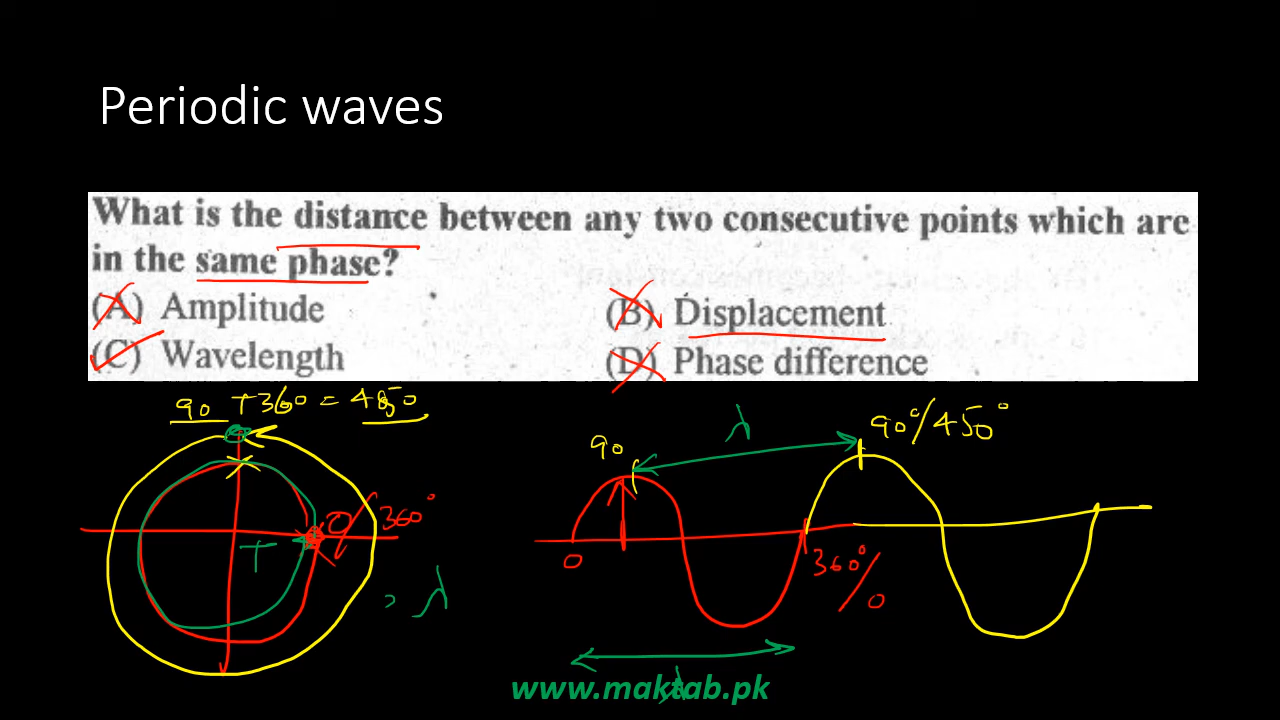 Periodic waves
What is the distance between any two consecutive points which are
in the same phase?
(A) Amplitude (B) Displacement
(C) Wavelength (D) Phase difference
90 +360 = 450
90°/450°
λ
90
0/360°
T
0
360°/0
= λ
λ
www.maktab.pk